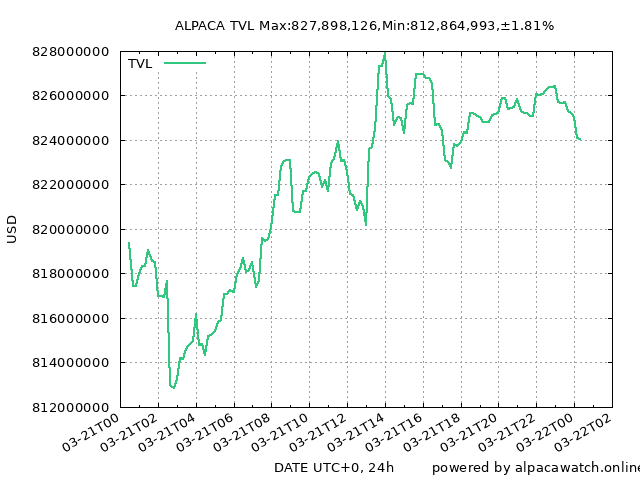 ALPACA TVL Max:827,898,126,Min:812,864,993,±1.81%
TVL
828000000
826000000
824000000
822000000
820000000
818000000
816000000
814000000
812000000
USD
03-21T00
03-21T02
03-21T04
03-21T06
03-21T08
03-21T10
03-21T12
03-21T14
03-21T16
03-21T18
03-21T20
03-21T22
03-22T00
03-22T02
DATE UTC+0, 24h
powered by alpacawatch.online